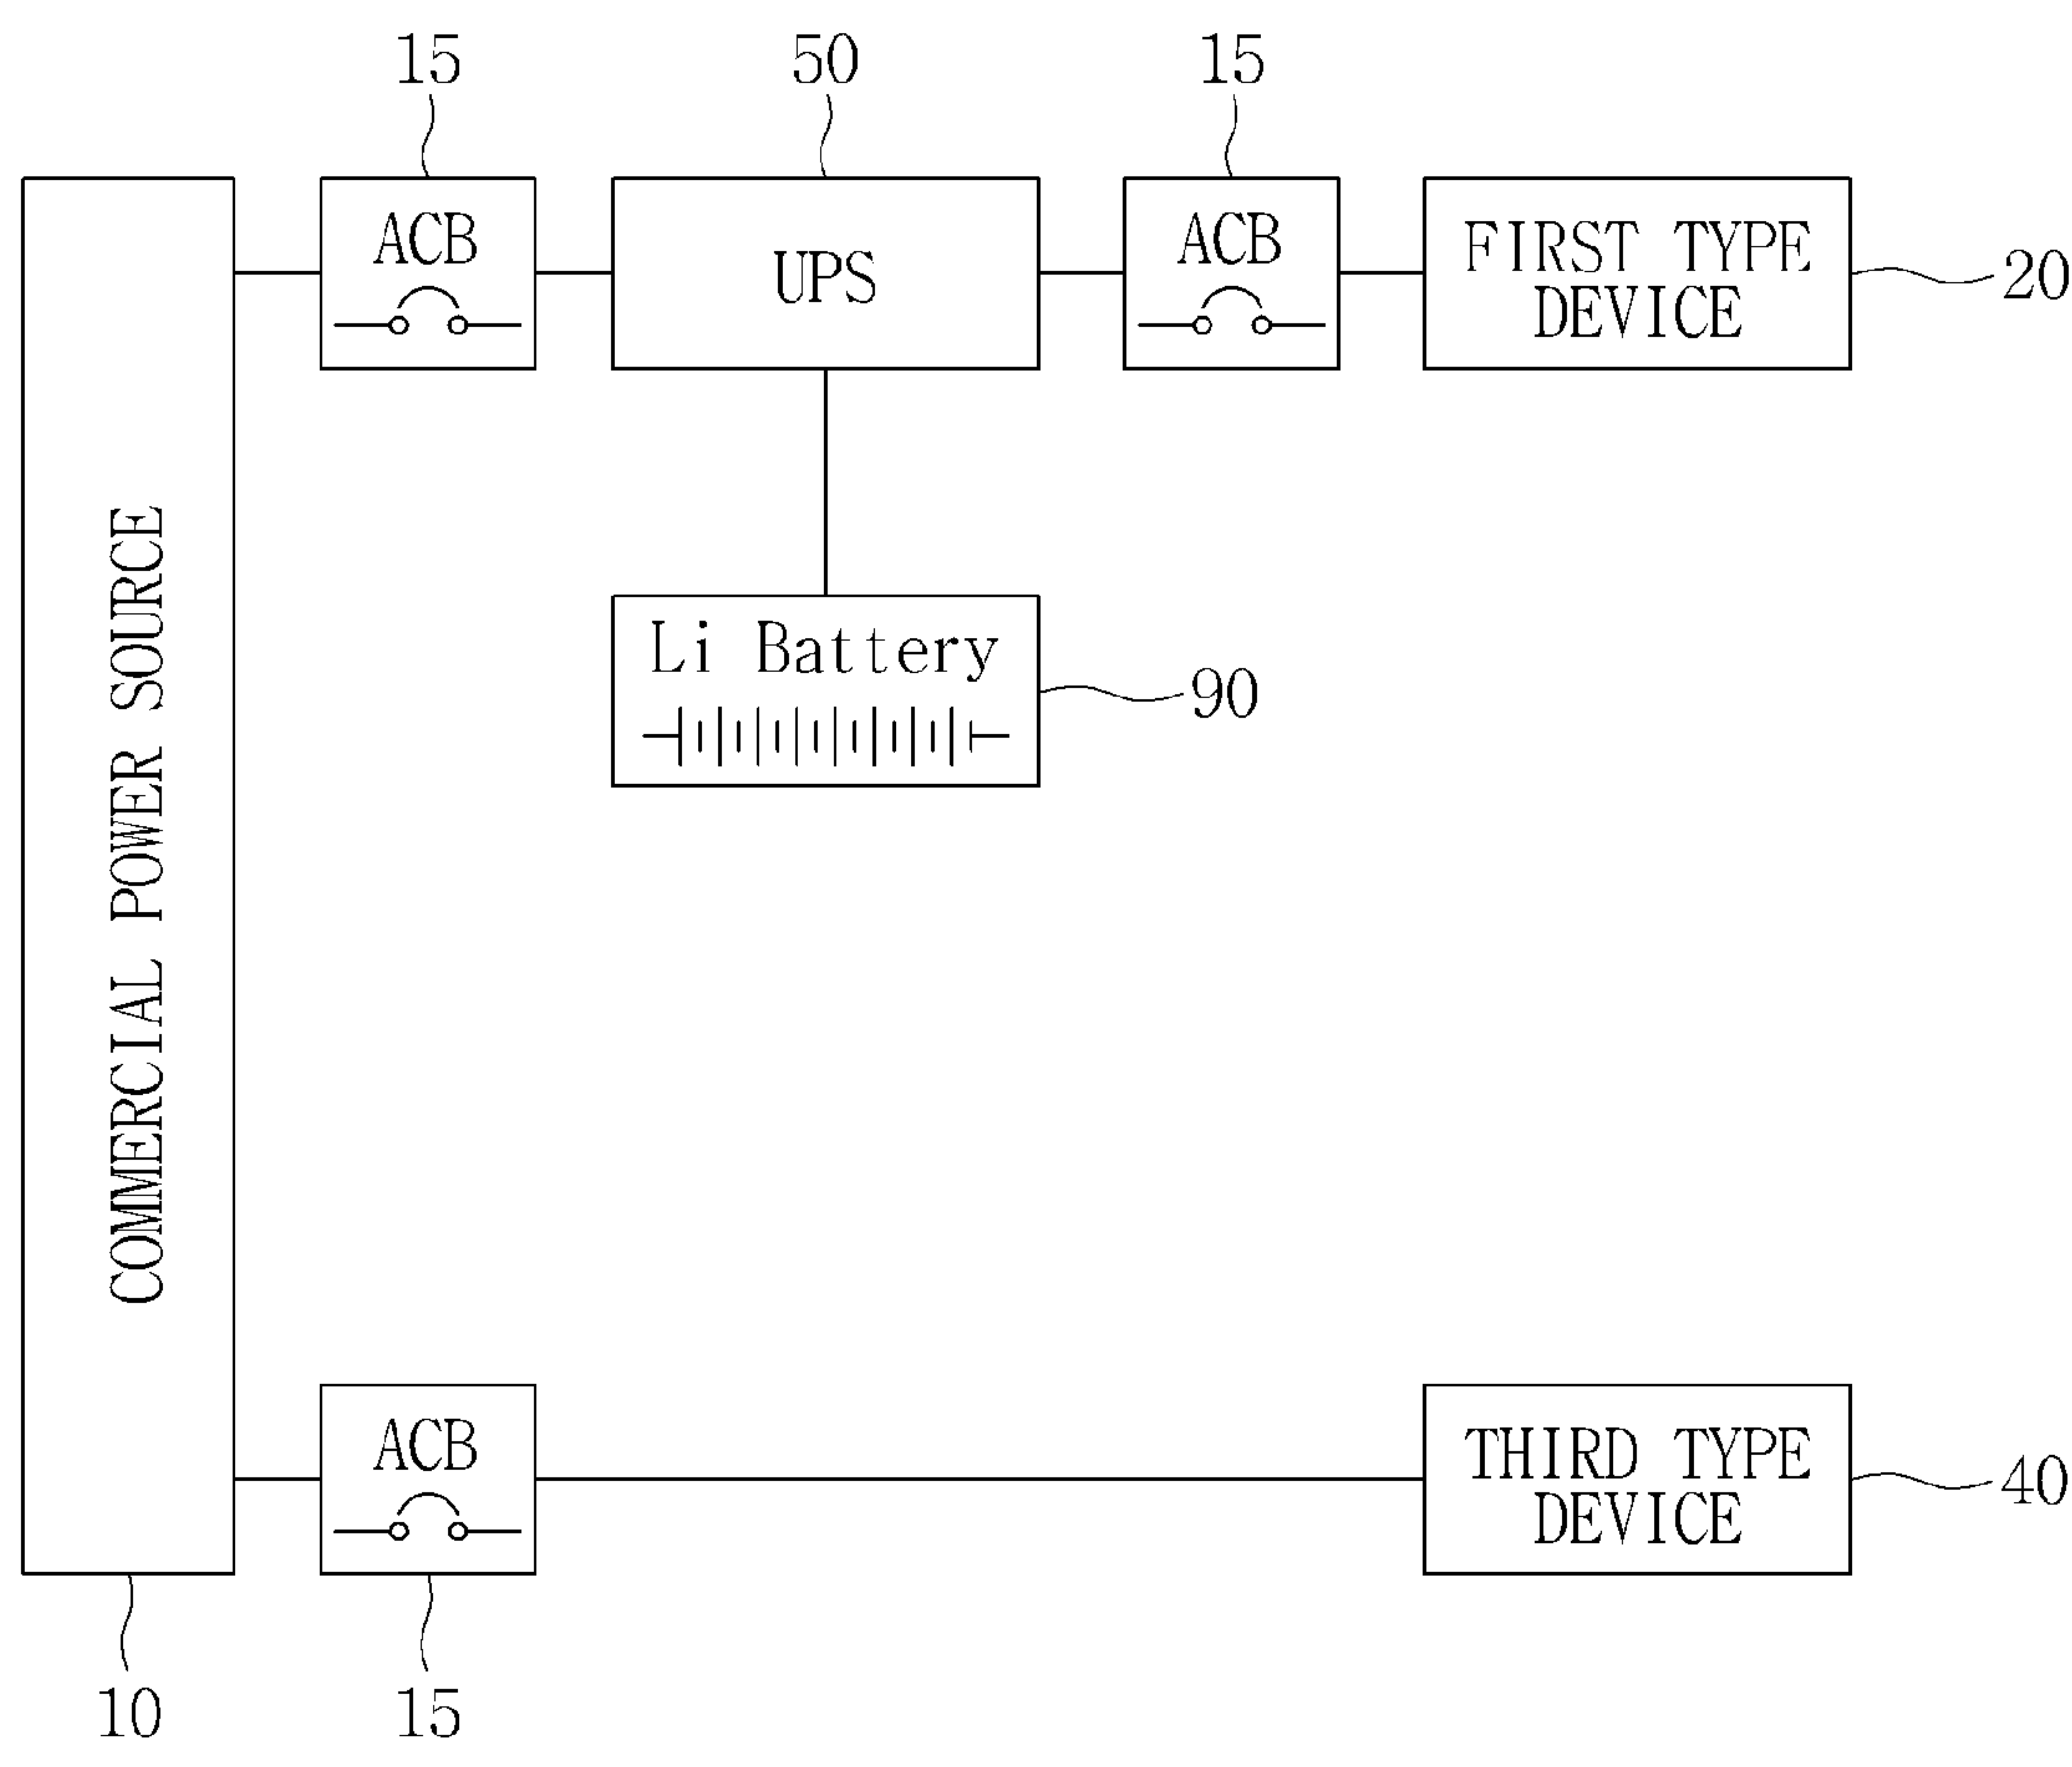 15
50
15
ACB
UPS
ACB
FIRST TYPE
DEVICE
20
Li Battery
90
COMMERCIAL POWER SOURCE
ACB
THIRD TYPE
DEVICE
40
10
15